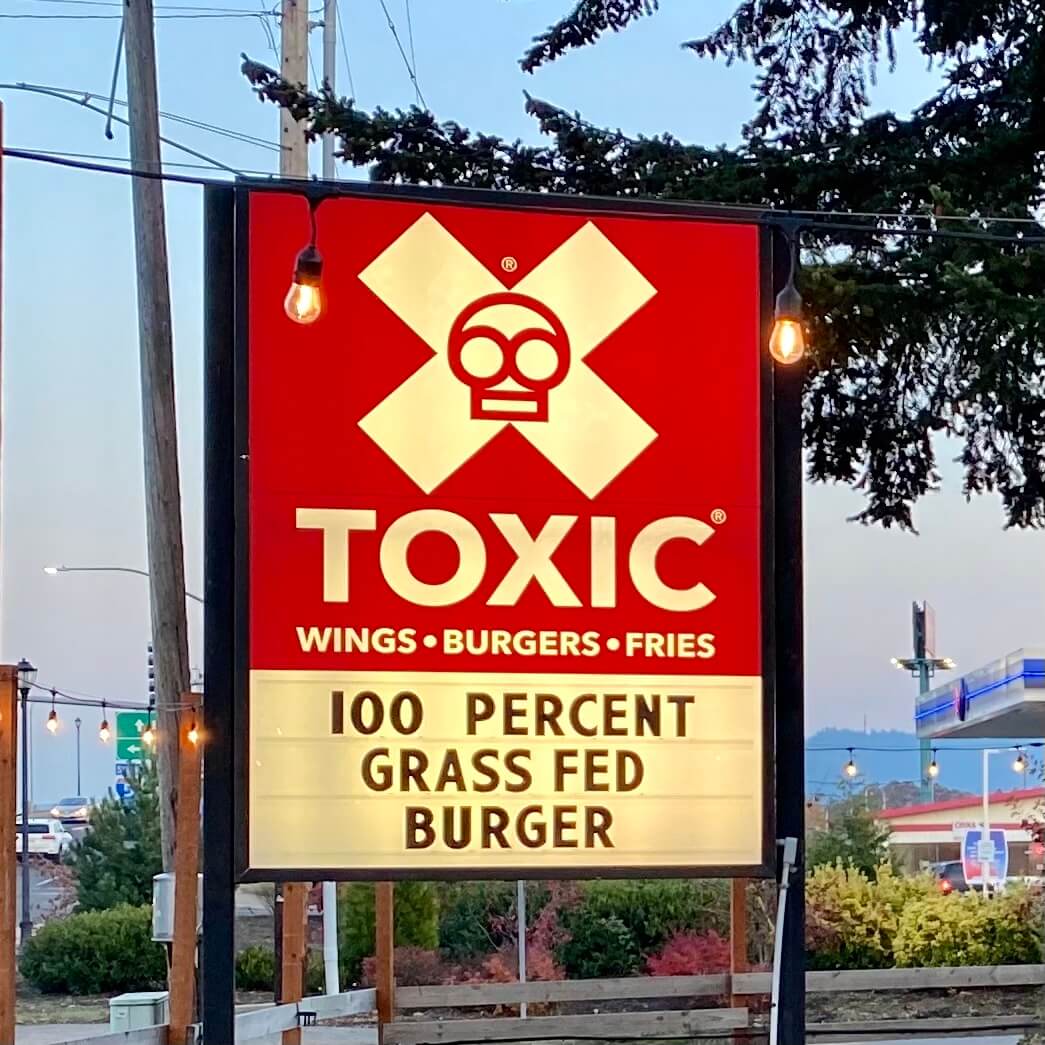 ®
TOXIC®
WINGS • BURGERS • FRIES
100 PERCENT
GRASS FED
BURGER